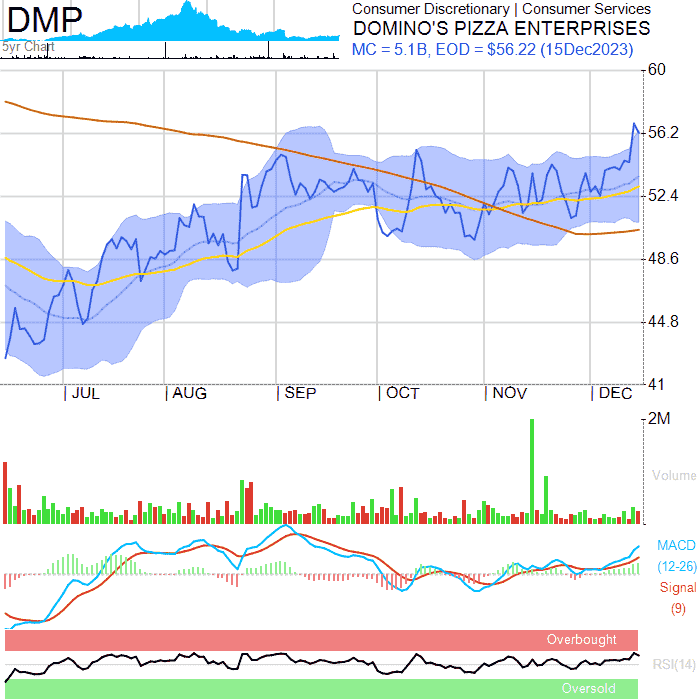 DMP
5yr Chart
Consumer Discretionary | Consumer Services
DOMINO'S PIZZA ENTERPRISES
MC = 5.1B, EOD = $56.22 (15Dec2023)
60
56.2
52.4
48.6
44.8
41
JUL
AUG
SEP
OCT
NOV
DEC
2M
Volume
MACD
(12-26)
Signal
(9)
Overbought
RSI(14)
Oversold